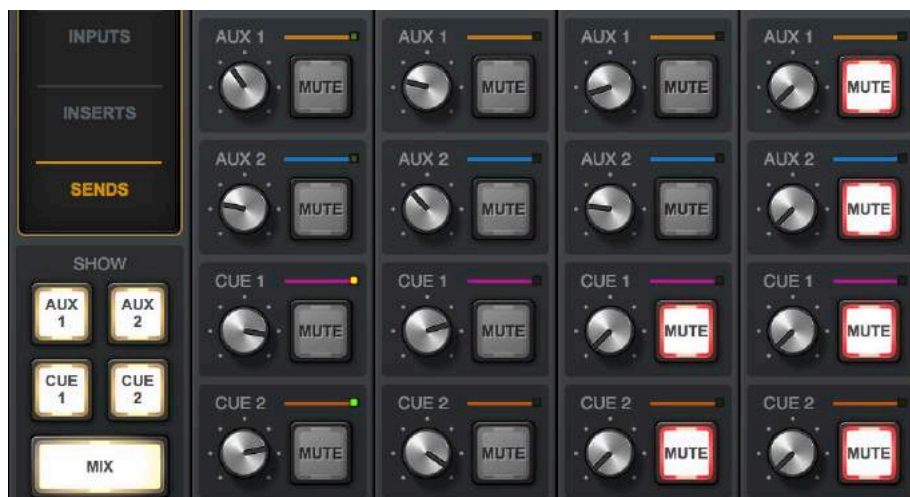 INPUTS
INSERTS
SENDS
SHOW
AUX 1
AUX 2
CUE 1
CUE 2
MIX
AUX 1 AUX 1 AUX 1 AUX 1
MUTE MUTE MUTE MUTE
AUX 2 AUX 2 AUX 2 AUX 2
MUTE MUTE MUTE MUTE
CUE 1 CUE 1 CUE 1 CUE 1
MUTE MUTE MUTE MUTE
CUE 2 CUE 2 CUE 2 CUE 2
MUTE MUTE MUTE MUTE